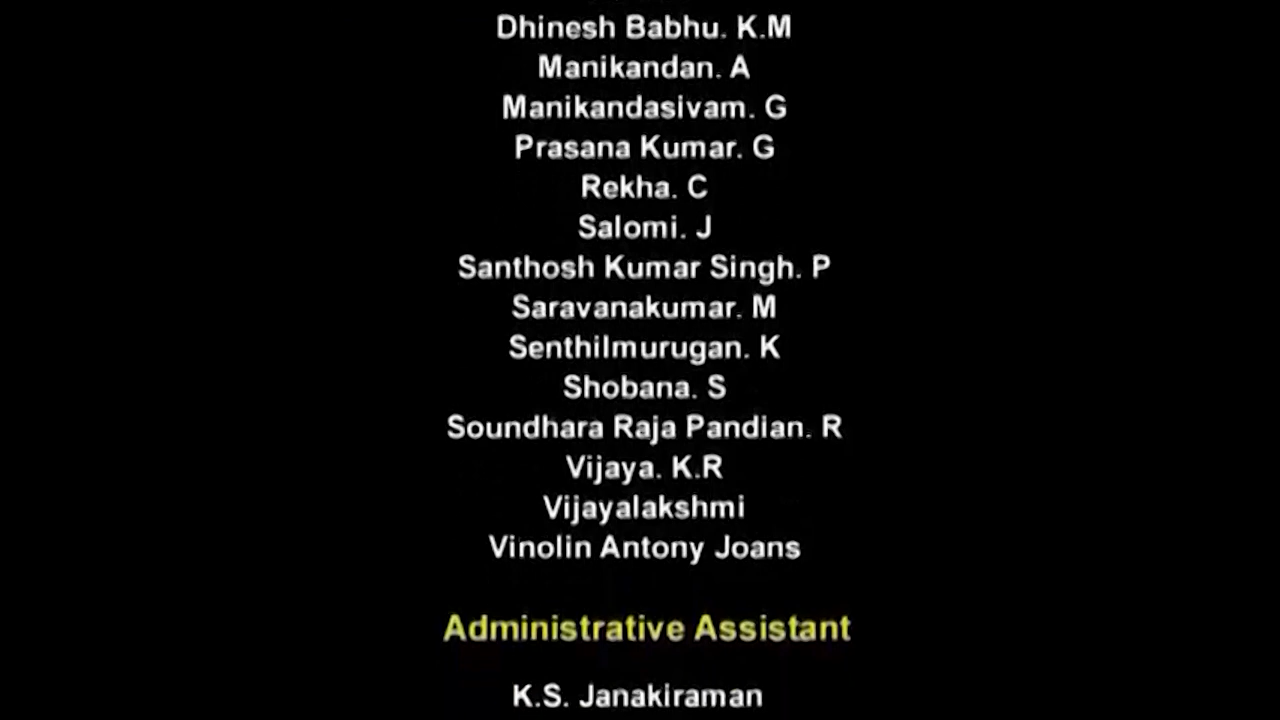 Dhinesh Babhu. K.M
Manikandan. A
Manikandasivam. G
Prasana Kumar. G
Rekha. C
Salomi. J
Santhosh Kumar Singh. P
Saravanakumar. M
Senthilmurugan. K
Shobana. S
Soundhara Raja Pandian. R
Vijaya. K.R
Vijayalakshmi
Vinolin Antony Joans
Administrative Assistant
K.S. Janakiraman